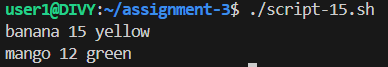 user1@DIVY:~/assignment-3$ ./script-15.sh
banana 15 yellow
mango 12 green